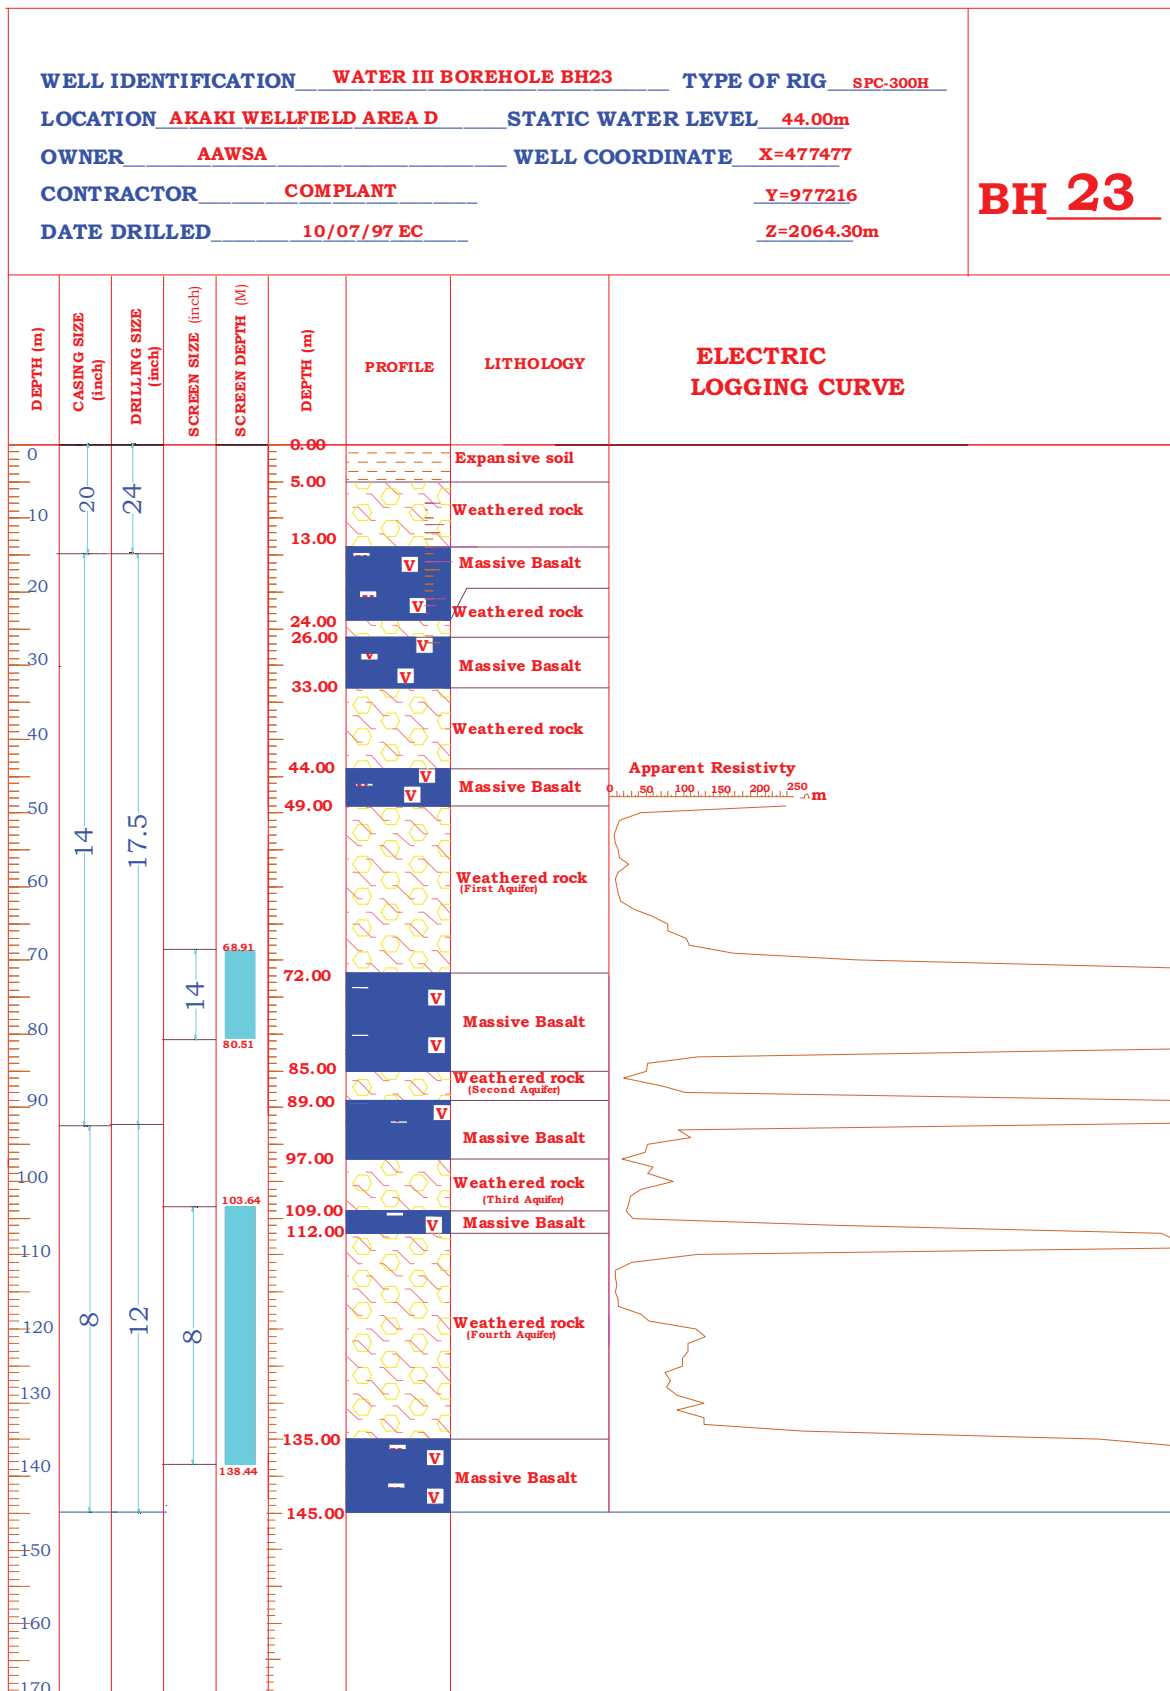 WELL IDENTIFICATION WATER III BOREHOLE BH23 TYPE OF RIG SPC-300H
LOCATION AKAKI WELLFIELD AREA D STATIC WATER LEVEL 44.00m
OWNER AAWSA WELL COORDINATE X=477477
CONTRACTOR COMPLANT Y=977216
DATE DRILLED 10/07/97 EC Z=2064.30m
BH 23
DEPTH (m)
CASING SIZE (inch)
DRILLING SIZE (inch)
SCREEN SIZE (inch)
SCREEN DEPTH (M)
DEPTH (m)
PROFILE
LITHOLOGY
ELECTRIC
LOGGING CURVE
0
10
20
30
40
50
60
70
80
90
100
110
120
130
140
150
160
170
20
14
8
24
17.5
12
14
8
68.91
80.51
103.64
138.44
0.00
5.00
13.00
24.00
26.00
33.00
44.00
49.00
72.00
85.00
89.00
97.00
109.00
112.00
135.00
145.00
V
V
V
V
V
V
V
V
V
V
V
V
V
V
Expansive soil
Weathered rock
Massive Basalt
Weathered rock
Massive Basalt
Weathered rock
Massive Basalt
Weathered rock
(First Aquifer)
Massive Basalt
Weathered rock
(Second Aquifer)
Massive Basalt
Weathered rock
(Third Aquifer)
Massive Basalt
Weathered rock
(Fourth Aquifer)
Massive Basalt
Apparent Resistivty
0 50 100 150 200 250 m